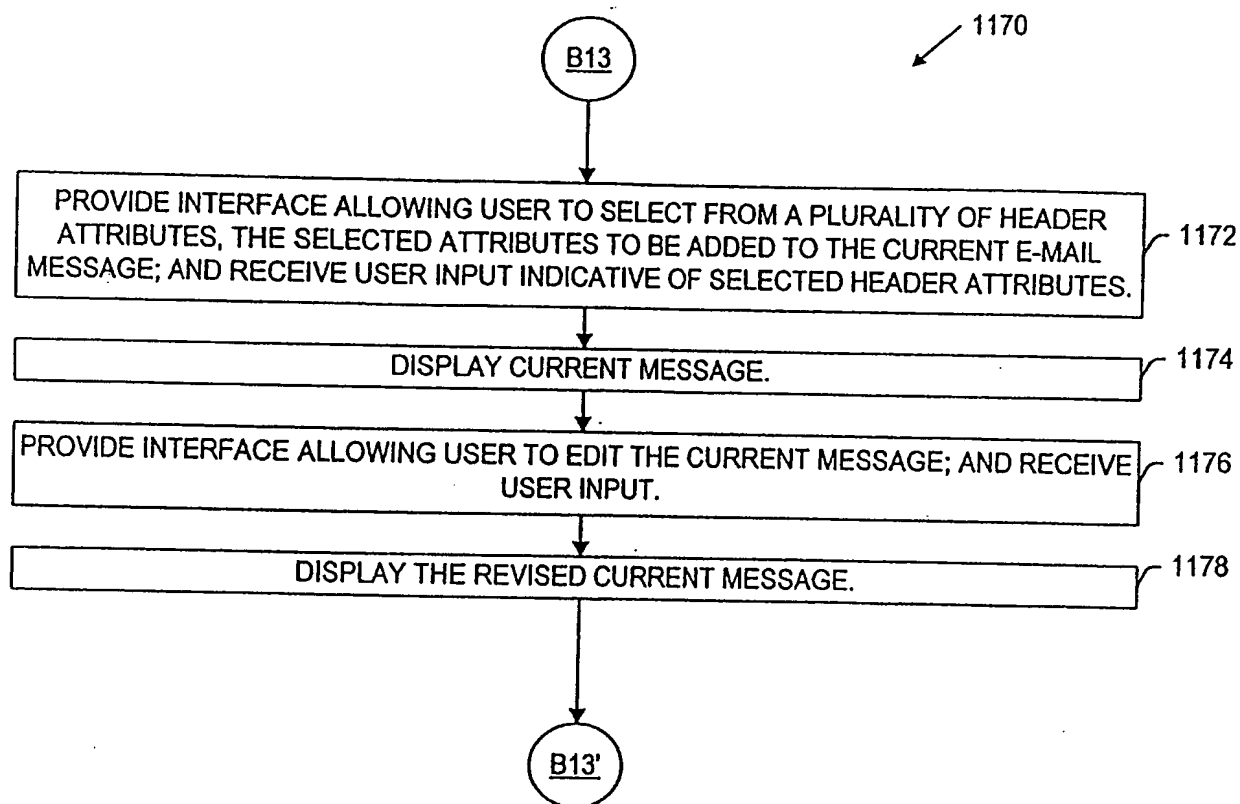 1170
B13
PROVIDE INTERFACE ALLOWING USER TO SELECT FROM A PLURALITY OF HEADER
ATTRIBUTES, THE SELECTED ATTRIBUTES TO BE ADDED TO THE CURRENT E-MAIL
MESSAGE; AND RECEIVE USER INPUT INDICATIVE OF SELECTED HEADER ATTRIBUTES.
1172
DISPLAY CURRENT MESSAGE.
1174
PROVIDE INTERFACE ALLOWING USER TO EDIT THE CURRENT MESSAGE; AND RECEIVE
USER INPUT.
1176
DISPLAY THE REVISED CURRENT MESSAGE.
1178
B13'